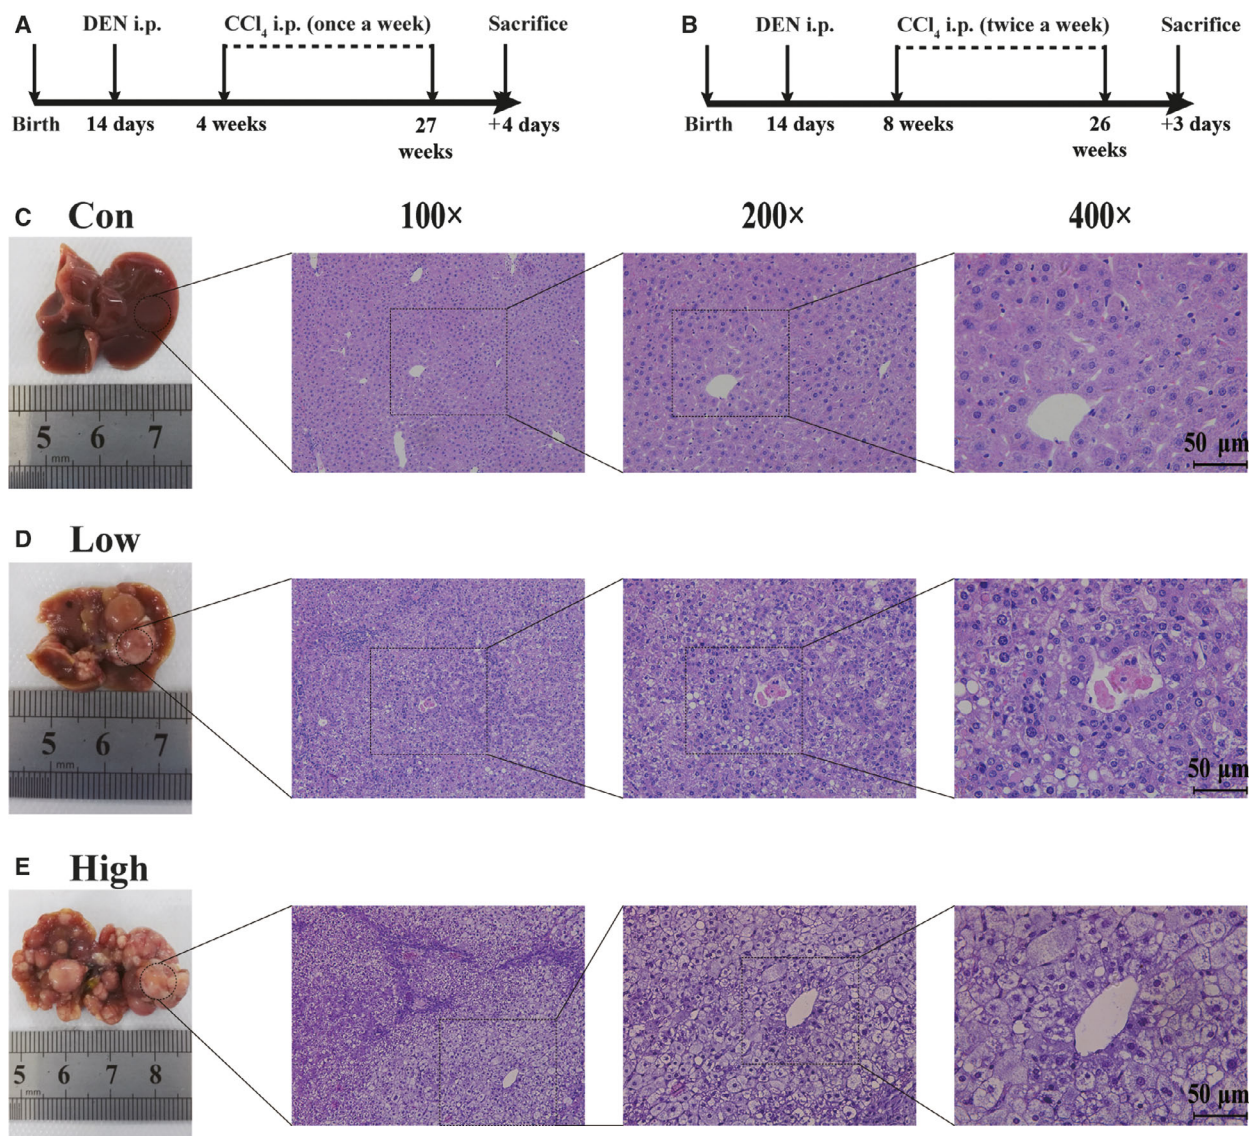 A
DEN i.p.
CCl₄ i.p. (once a week)
Sacrifice
Birth
14 days
4 weeks
27
weeks
+4 days
B
DEN i.p.
CCl₄ i.p. (twice a week)
Sacrifice
Birth
14 days
8 weeks
26
weeks
+3 days
C
Con
100×
200×
400×
5 6 7
mm
50 μm
D
Low
5 6 7
mm
50 μm
E
High
5 6 7 8
mm
50 μm